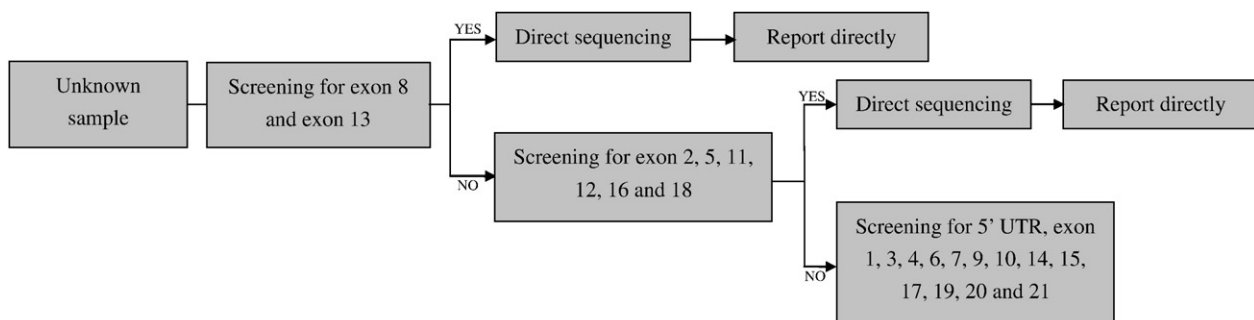 Unknown
sample
Screening for exon 8
and exon 13
YES
Direct sequencing
Report directly
NO
Screening for exon 2, 5, 11,
12, 16 and 18
YES
Direct sequencing
Report directly
NO
Screening for 5’ UTR, exon
1, 3, 4, 6, 7, 9, 10, 14, 15,
17, 19, 20 and 21